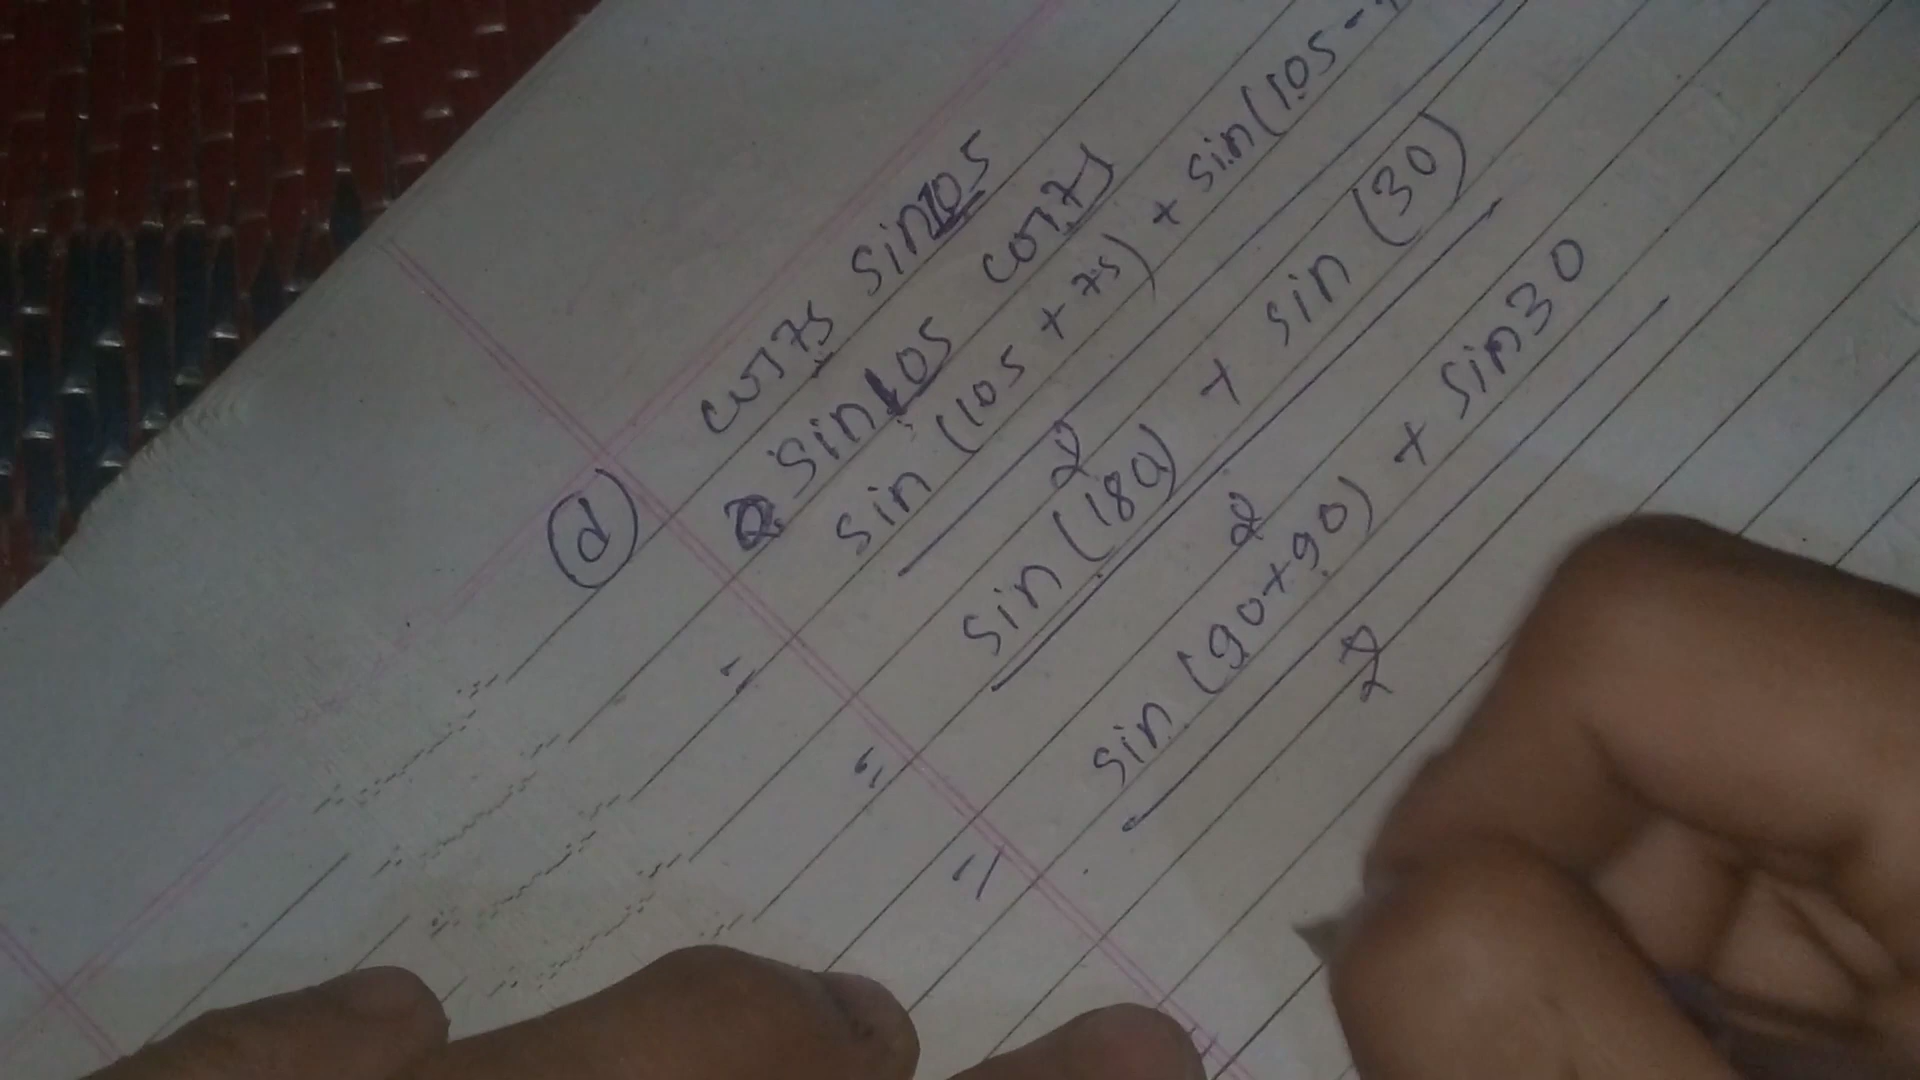 (d) cos75 sin105
sin105 cos75
= sin (105 + 75) + sin (105 -
2
= sin (180) + sin (30)
2
= sin (90+90) + sin30
2